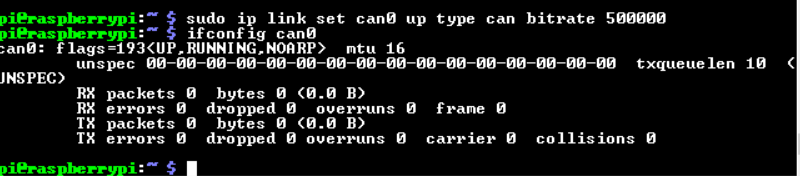 pi@raspberrypi:~ $ sudo ip link set can0 up type can bitrate 500000
pi@raspberrypi:~ $ ifconfig can0
can0: flags=193<UP,RUNNING,NOARP>  mtu 16
        unspec 00-00-00-00-00-00-00-00-00-00-00-00-00-00-00-00  txqueuelen 10  (
UNSPEC)
        RX packets 0  bytes 0 (0.0 B)
        RX errors 0  dropped 0  overruns 0  frame 0
        TX packets 0  bytes 0 (0.0 B)
        TX errors 0  dropped 0 overruns 0  carrier 0  collisions 0
pi@raspberrypi:~ $